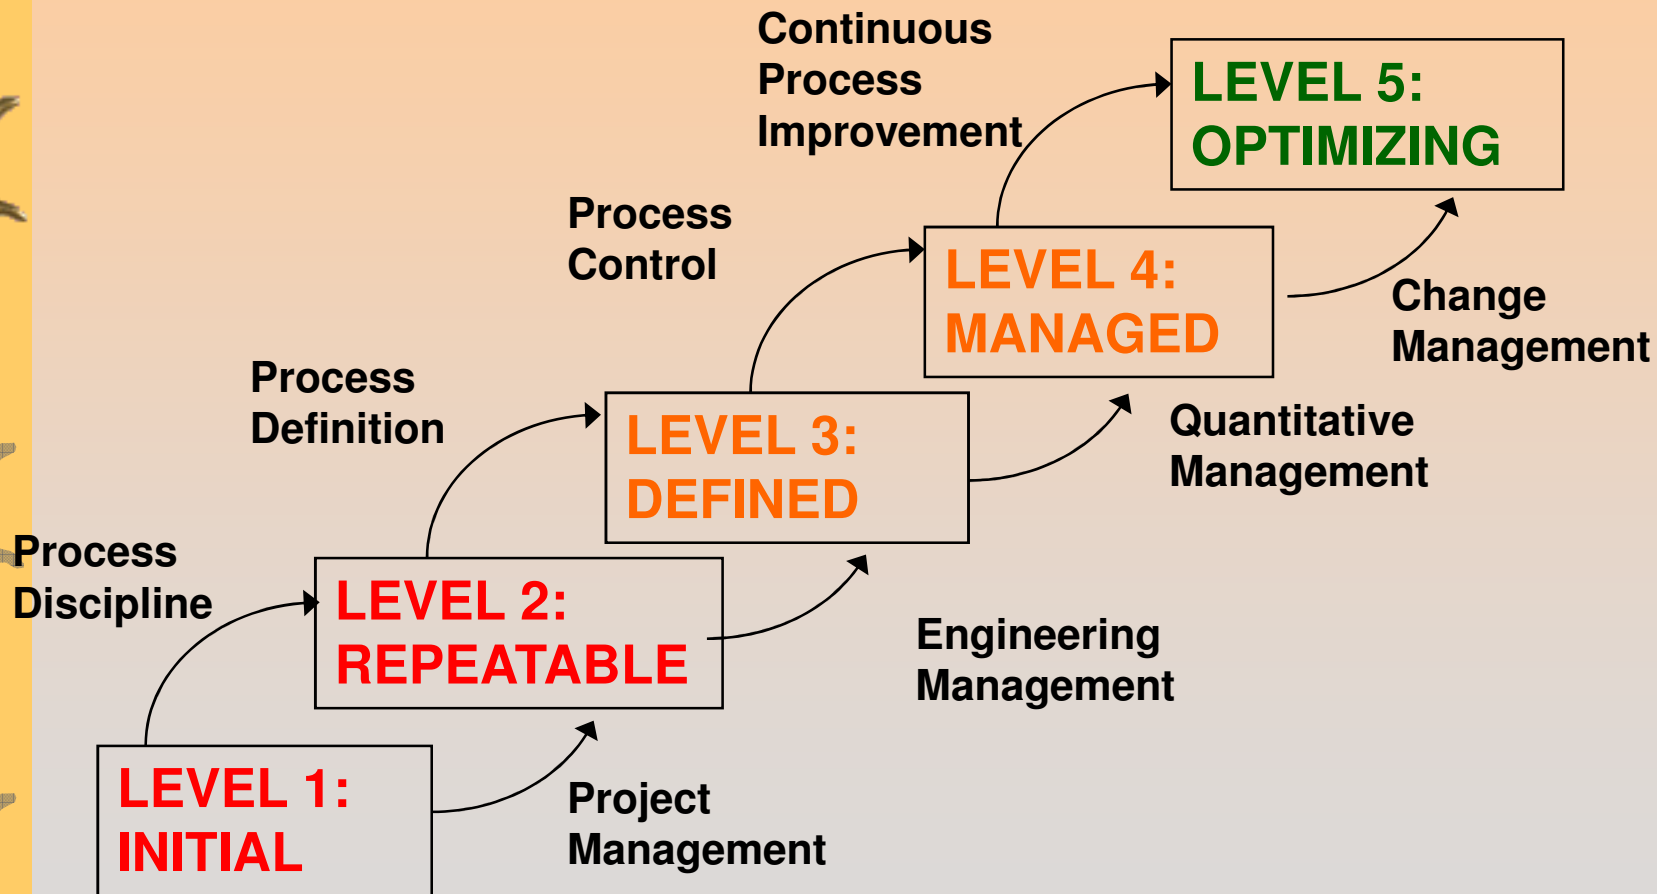 Continuous
Process
Improvement
LEVEL 5:
OPTIMIZING
Process
Control
LEVEL 4:
MANAGED
Change
Management
Process
Definition
LEVEL 3:
DEFINED
Quantitative
Management
Process
Discipline
LEVEL 2:
REPEATABLE
Engineering
Management
LEVEL 1:
INITIAL
Project
Management